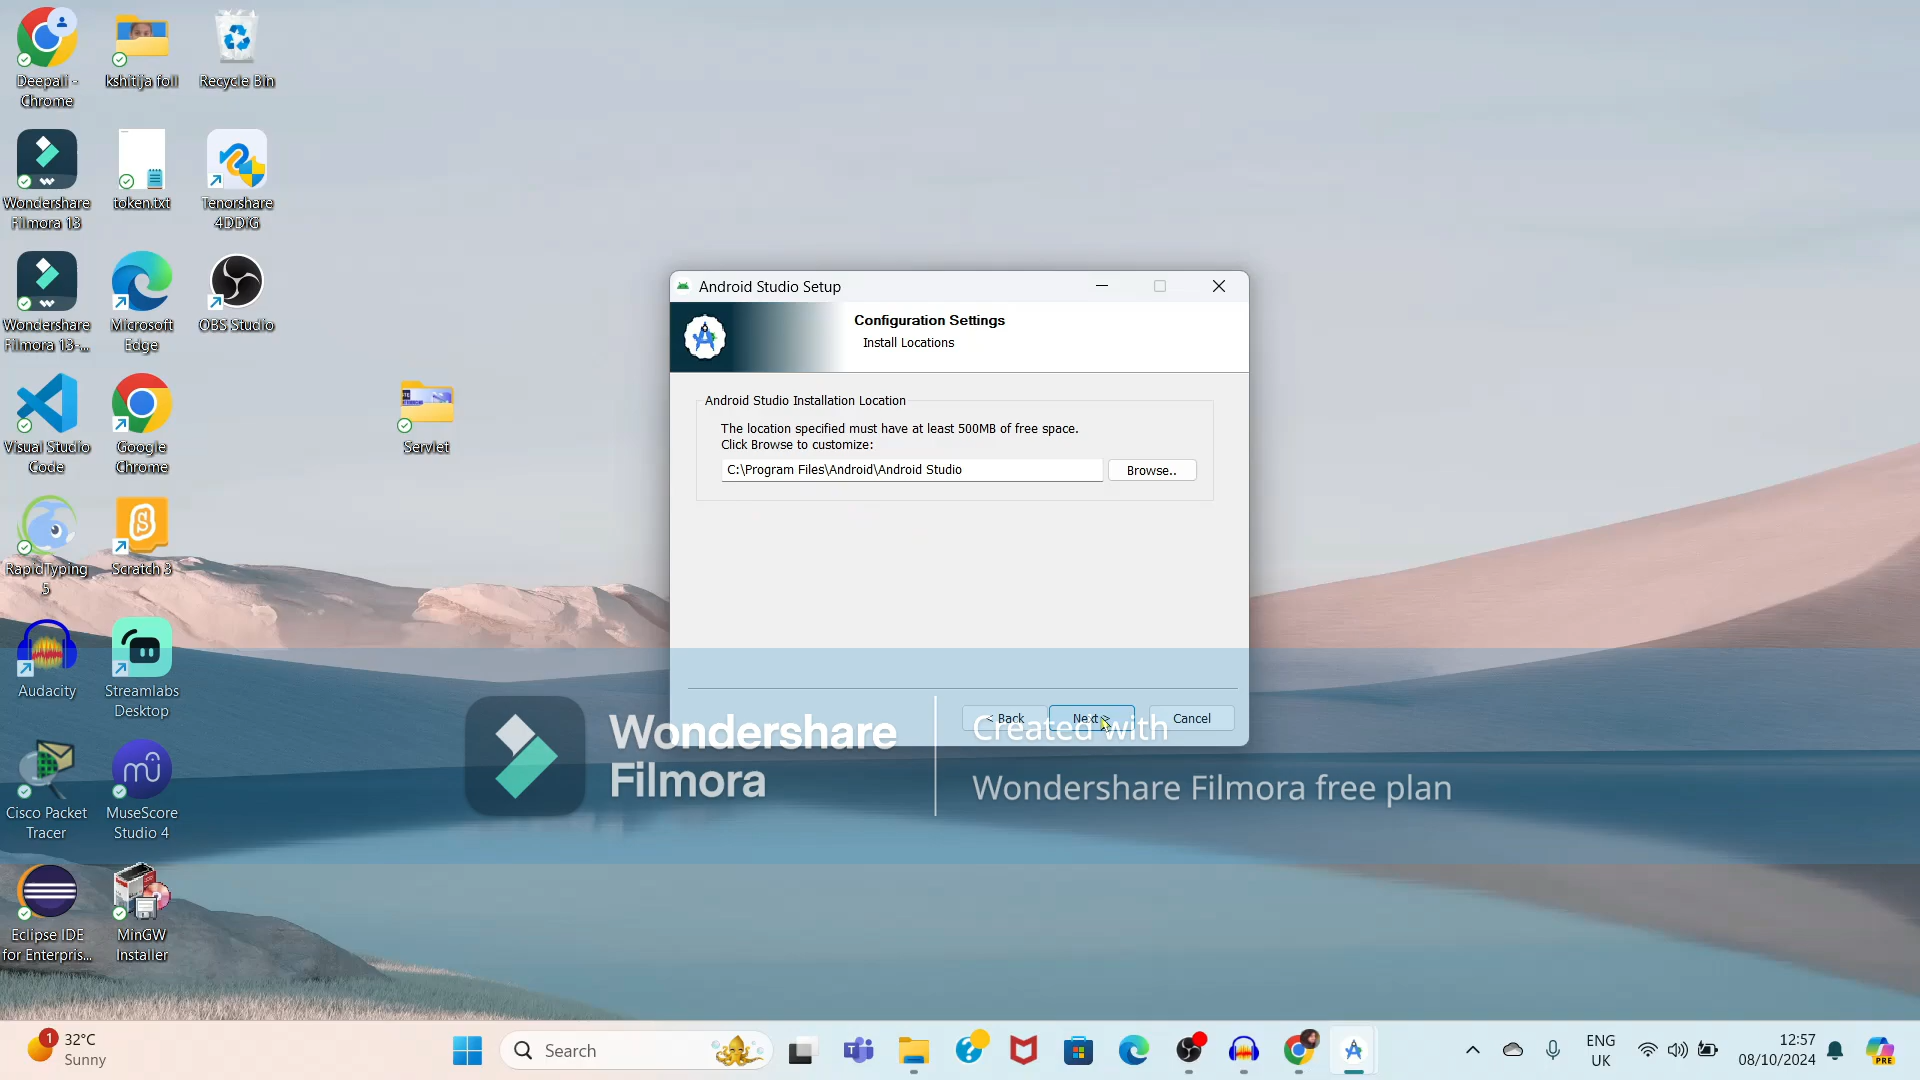 Deepali -
Chrome
kshitija foll
Recycle Bin
Wondershare
Filmora 13
token.txt
Tenorshare
4DDiG
Wondershare
Filmora 13-...
Microsoft
Edge
OBS Studio
Visual Studio
Code
Google
Chrome
Servlet
RapidTyping
5
Scratch 3
Audacity
Streamlabs
Desktop
Cisco Packet
Tracer
MuseScore
Studio 4
Eclipse IDE
for Enterpris...
MinGW
Installer
Android Studio Setup
Configuration Settings
Install Locations
Android Studio Installation Location
The location specified must have at least 500MB of free space.
Click Browse to customize:
C:\Program Files\Android\Android Studio
Browse..
< Back
Next >
Cancel
Wondershare
Filmora
Created with
Wondershare Filmora free plan
1
32°C
Sunny
Search
ENG
UK
12:57
08/10/2024
PRE